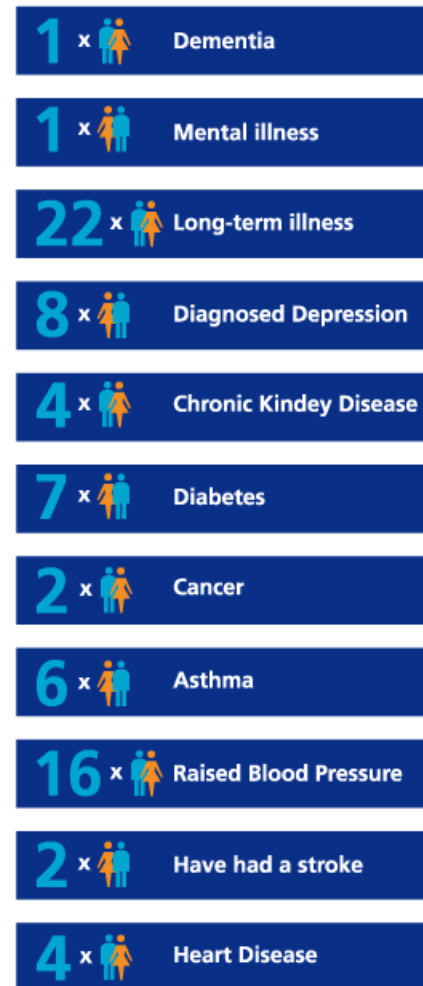 1 x Dementia
1 x Mental illness
22 x Long-term illness
8 x Diagnosed Depression
4 x Chronic Kindey Disease
7 x Diabetes
2 x Cancer
6 x Asthma
16 x Raised Blood Pressure
2 x Have had a stroke
4 x Heart Disease